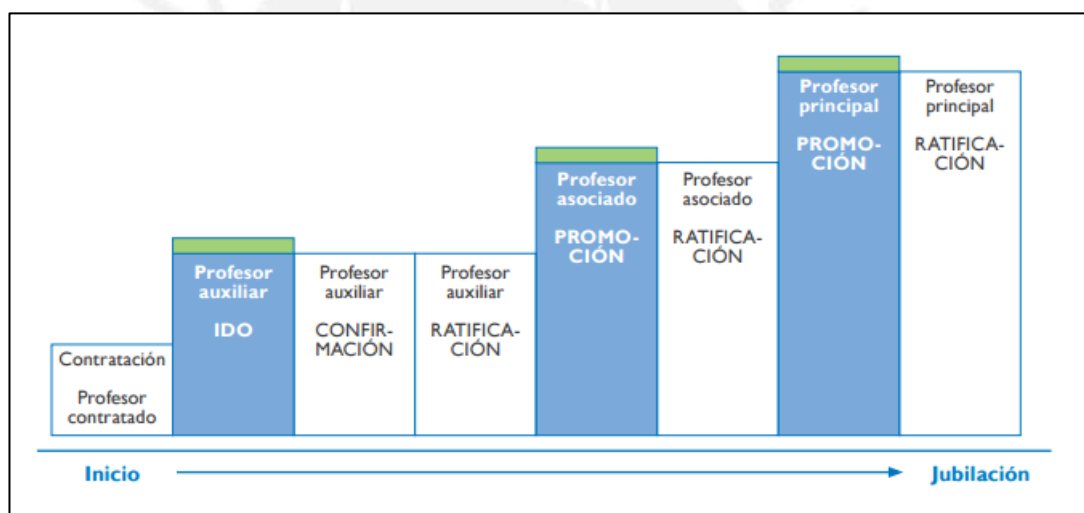 Contratación
Profesor
contratado
Profesor
auxiliar
IDO
Profesor
auxiliar
CONFIR-
MACIÓN
Profesor
auxiliar
RATIFICA-
CIÓN
Profesor
asociado
PROMO-
CIÓN
Profesor
asociado
RATIFICA-
CIÓN
Profesor
principal
PROMO-
CIÓN
Profesor
principal
RATIFICA-
CIÓN
Inicio
Jubilación